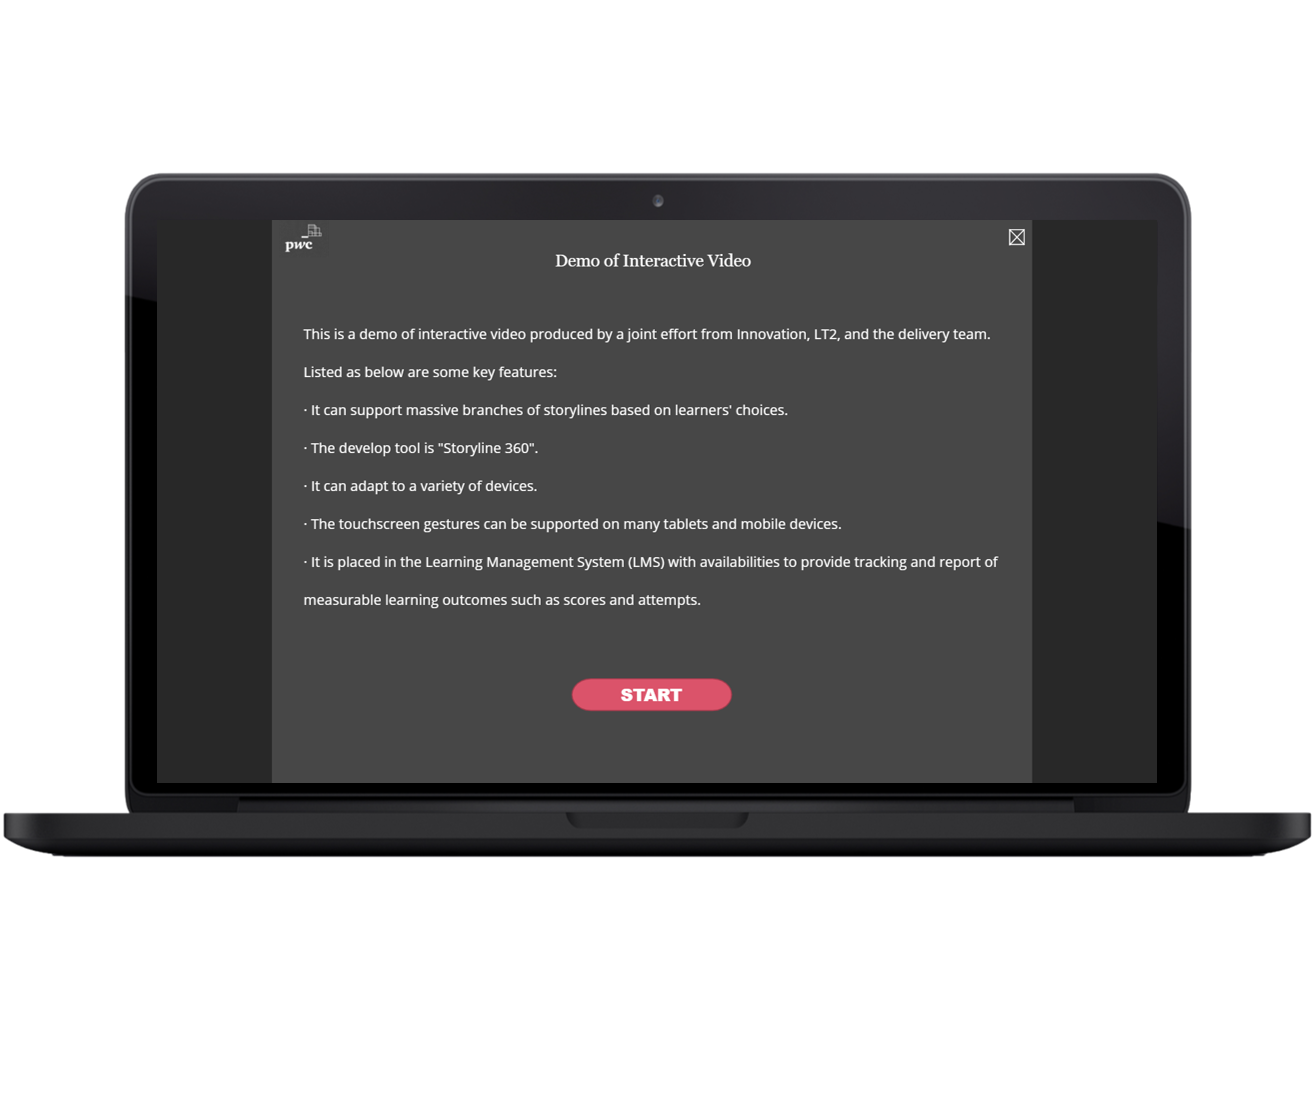 pwc
Demo of Interactive Video
This is a demo of interactive video produced by a joint effort from Innovation, LT2, and the delivery team.
Listed as below are some key features:
· It can support massive branches of storylines based on learners' choices.
· The develop tool is "Storyline 360".
· It can adapt to a variety of devices.
· The touchscreen gestures can be supported on many tablets and mobile devices.
· It is placed in the Learning Management System (LMS) with availabilities to provide tracking and report of
measurable learning outcomes such as scores and attempts.
START